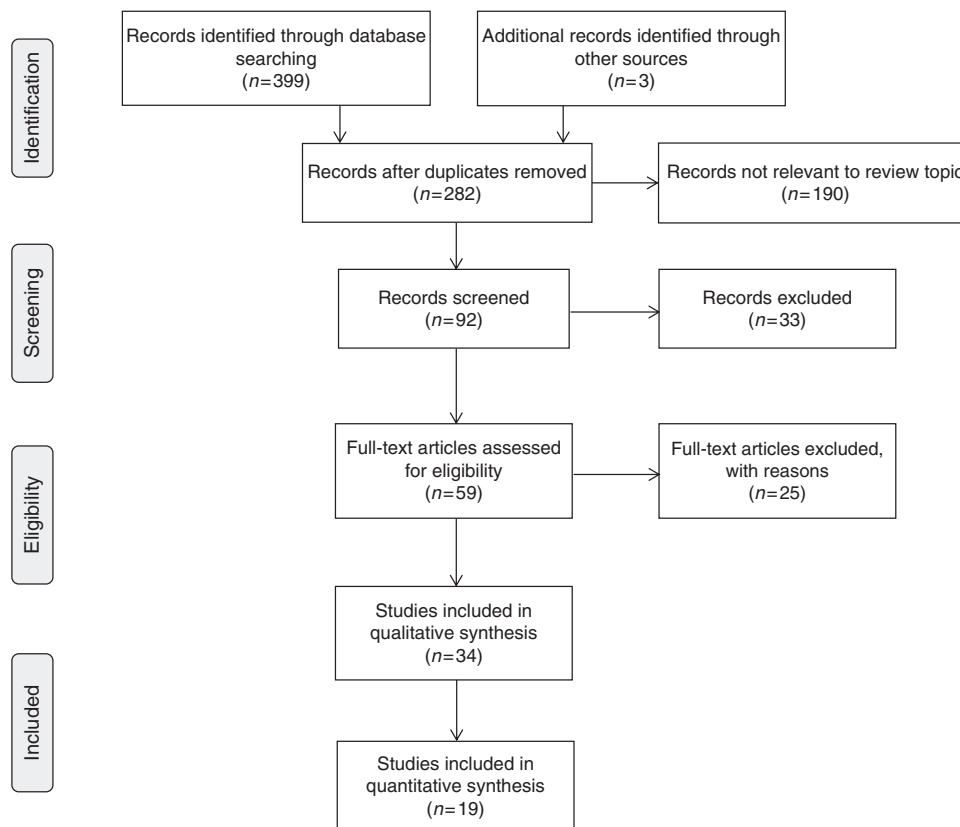 Identification
Records identified through database
searching
(n=399)
Additional records identified through
other sources
(n=3)
Records after duplicates removed
(n=282)
Records not relevant to review topic
(n=190)
Screening
Records screened
(n=92)
Records excluded
(n=33)
Eligibility
Full-text articles assessed
for eligibility
(n=59)
Full-text articles excluded,
with reasons
(n=25)
Included
Studies included in
qualitative synthesis
(n=34)
Studies included in
quantitative synthesis
(n=19)